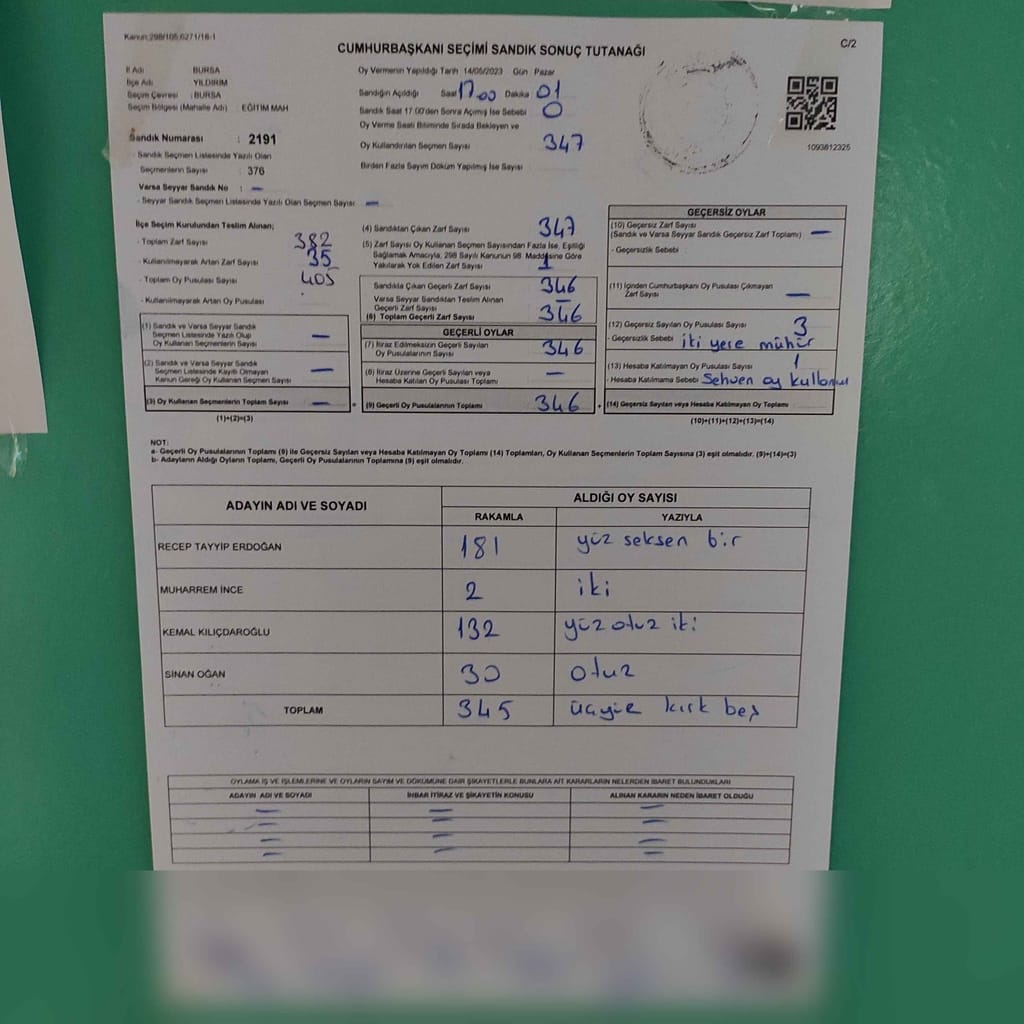 Kanun:298/105,6271/16-1
CUMHURBAŞKANI SEÇİMİ SANDIK SONUÇ TUTANAĞI
C/2
İl Adı BURSA
İlçe Adı YILDIRIM
Seçim Çevresi : BURSA
Seçim Bölgesi (Mahalle Adı) : EĞİTİM MAH
Sandık Numarası : 2191
- Sandık Seçmen Listesinde Yazılı Olan
Seçmenlerin Sayısı : 376
Varsa Seyyar Sandık No : –
- Seyyar Sandık Seçmen Listesinde Yazılı Olan Seçmen Sayısı –
Oy Vermenin Yapıldığı Tarih 14/05/2023 Gün Pazar
Sandığın Açıldığı Saat 17.00 Dakika 01
Sandık Saat 17.00'den Sonra Açılmış İse Sebebi 0
Oy Verme Saati Bitiminde Sırada Bekleyen ve
Oy Kullandırılan Seçmen Sayısı 347
Birden Fazla Sayım Döküm Yapılmış İse Sayısı
1093612325
İlçe Seçim Kurulundan Teslim Alınan;
- Toplam Zarf Sayısı 382
- Kullanılmayarak Artan Zarf Sayısı 35
- Toplam Oy Pusulası Sayısı 405
- Kullanılmayarak Artan Oy Pusulası
(1) Sandık ve Varsa Seyyar Sandık
Seçmen Listesinde Yazılı Olup
Oy Kullanan Seçmenlerin Sayısı –
(2) Sandık ve Varsa Seyyar Sandık
Seçmen Listesinde Kayıtlı Olmayan
Kanun Gereği Oy Kullanan Seçmen Sayısı –
(3) Oy Kullanan Seçmenlerin Toplam Sayısı –
(1)+(2)=(3)
(4) Sandıktan Çıkan Zarf Sayısı 347
(5) Zarf Sayısı Oy Kullanan Seçmen Sayısından Fazla İse, Eşitliği
Sağlamak Amacıyla, 298 Sayılı Kanunun 98. Maddesine Göre
Yakılarak Yok Edilen Zarf Sayısı 1
Sandıkta Çıkan Geçerli Zarf Sayısı 346
Varsa Seyyar Sandıktan Teslim Alınan
Geçerli Zarf Sayısı –
(6) Toplam Geçerli Zarf Sayısı 346
GEÇERLİ OYLAR
(7) İtiraz Edilmeksizin Geçerli Sayılan
Oy Pusulalarının Sayısı 346
(8) İtiraz Üzerine Geçerli Sayılan veya
Hesaba Katılan Oy Pusulaları Toplamı –
(9) Geçerli Oy Pusulalarının Toplamı 346
GEÇERSİZ OYLAR
(10) Geçersiz Zarf Sayısı
(Sandık ve Varsa Seyyar Sandık Geçersiz Zarf Toplamı) –
- Geçersizlik Sebebi
(11) İçinden Cumhurbaşkanı Oy Pusulası Çıkmayan
Zarf Sayısı –
(12) Geçersiz Sayılan Oy Pusulası Sayısı 3
- Geçersizlik Sebebi iki yere mühür
(13) Hesaba Katılmayan Oy Pusulası Sayısı 1
- Hesaba Katılmama Sebebi Sehven oy
(14) Geçersiz Sayılan veya Hesaba Katılmayan Oy Toplamı
(10)+(11)+(12)+(13)=(14)
NOT:
a- Geçerli Oy Pusulalarının Toplamı (9) ile Geçersiz Sayılan veya Hesaba Katılmayan Oy Toplamı (14) Toplamları, Oy Kullanan Seçmenlerin Toplam Sayısına (3) eşit olmalıdır. (9)+(14)=(3)
b- Adayların Aldığı Oyların Toplamı, Geçerli Oy Pusulalarının Toplamına (9) eşit olmalıdır.
ADAYIN ADI VE SOYADI ALDIĞI OY SAYISI
RAKAMLA YAZIYLA
RECEP TAYYİP ERDOĞAN 181 yüz seksen bir
MUHARREM İNCE 2 iki
KEMAL KILIÇDAROĞLU 132 yüz otuz iki
SİNAN OĞAN 30 otuz
TOPLAM 345 üçyüz kırk beş
OYLAMA İŞ VE İŞLEMLERİNE VE OYLARIN SAYIM VE DÖKÜMÜNE DAİR ŞİKAYETLERLE BUNLARA AİT KARARLARIN NELERDEN İBARET BULUNDUKLARI
ADAYIN ADI VE SOYADI İHBAR İTİRAZ VE ŞİKAYETİN KONUSU ALINAN KARARIN NEDEN İBARET OLDUĞU
– – –
– – –
– – –
– – –